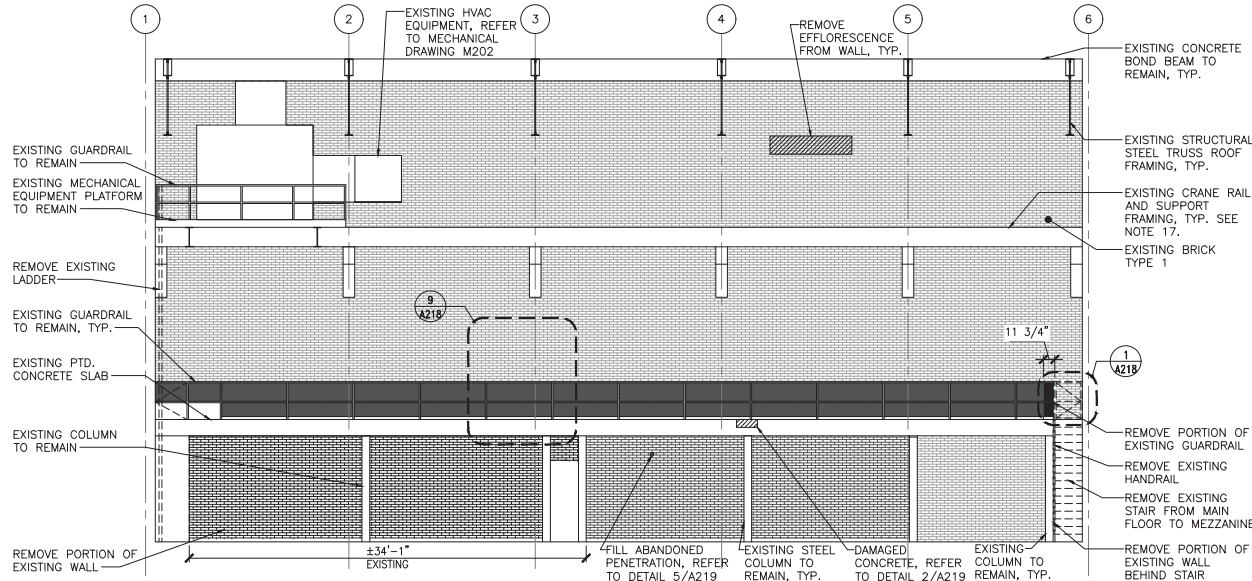 1
2
3
4
5
6
EXISTING HVAC
EQUIPMENT, REFER
TO MECHANICAL
DRAWING M202
REMOVE
EFFLORESCENCE
FROM WALL, TYP.
EXISTING CONCRETE
BOND BEAM TO
REMAIN, TYP.
EXISTING STRUCTURAL
STEEL TRUSS ROOF
FRAMING, TYP.
EXISTING CRANE RAIL
AND SUPPORT
FRAMING, TYP. SEE
NOTE 17.
EXISTING BRICK
TYPE 1
EXISTING GUARDRAIL
TO REMAIN
EXISTING MECHANICAL
EQUIPMENT PLATFORM
TO REMAIN
REMOVE EXISTING
LADDER
EXISTING GUARDRAIL
TO REMAIN, TYP.
EXISTING PTD.
CONCRETE SLAB
EXISTING COLUMN
TO REMAIN
REMOVE PORTION OF
EXISTING WALL
9
A218
11 3/4"
1
A218
REMOVE PORTION OF
EXISTING GUARDRAIL
REMOVE EXISTING
HANDRAIL
REMOVE EXISTING
STAIR FROM MAIN
FLOOR TO MEZZANINE
REMOVE PORTION OF
EXISTING WALL
BEHIND STAIR
±34'-1"
EXISTING
FILL ABANDONED
PENETRATION, REFER
TO DETAIL 5/A219
EXISTING STEEL
COLUMN TO
REMAIN, TYP.
DAMAGED
CONCRETE, REFER
TO DETAIL 2/A219
EXISTING
COLUMN TO
REMAIN, TYP.